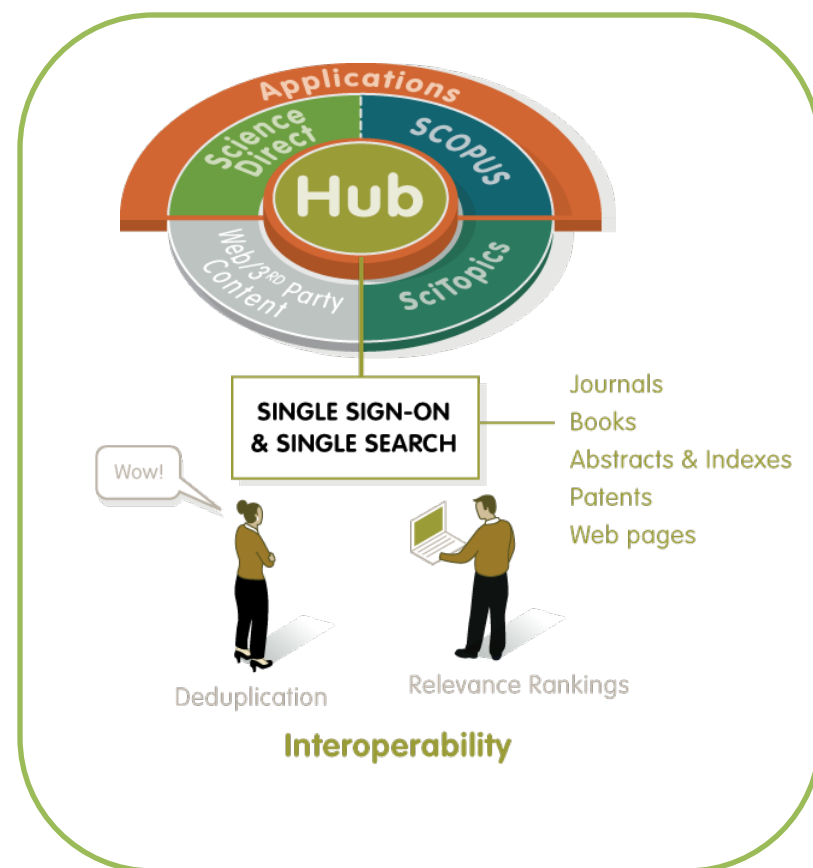 Applications
Science
Direct
SCOPUS
Hub
Web/3RD Party
Content
SciTopics
SINGLE SIGN-ON
& SINGLE SEARCH
Journals
Books
Abstracts & Indexes
Patents
Web pages
Wow!
Deduplication
Relevance Rankings
Interoperability